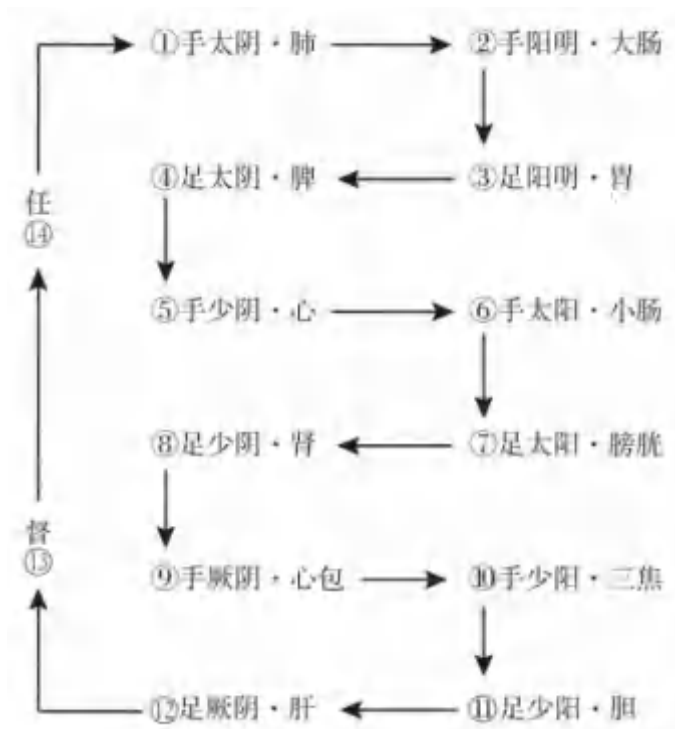 ①手太阴·肺
②手阳明·大肠
④足太阴·脾
③足阳明·胃
任
⑭
⑤手少阴·心
⑥手太阳·小肠
⑧足少阴·肾
⑦足太阳·膀胱
督
⑬
⑨手厥阴·心包
⑩手少阳·三焦
⑫足厥阴·肝
⑪足少阳·胆